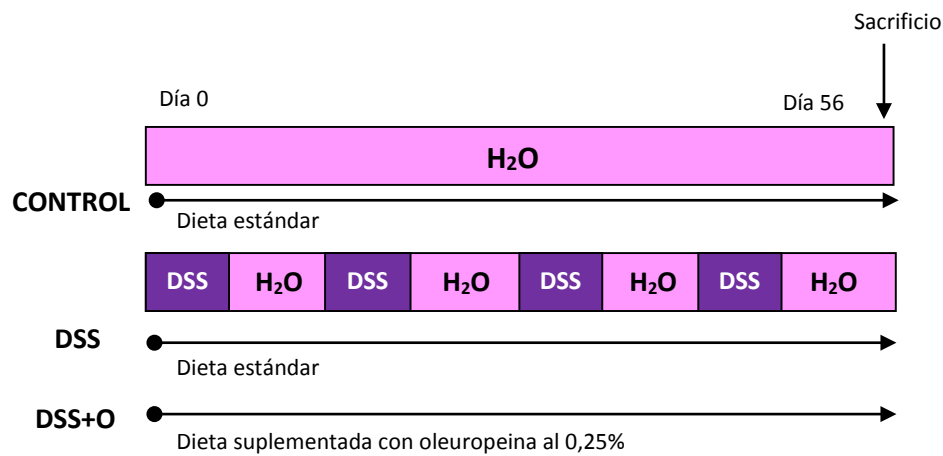 Sacrificio
Día 0
Día 56
H₂O
CONTROL
Dieta estándar
DSS H₂O DSS H₂O DSS H₂O DSS H₂O
DSS
Dieta estándar
DSS+O
Dieta suplementada con oleuropeina al 0,25%